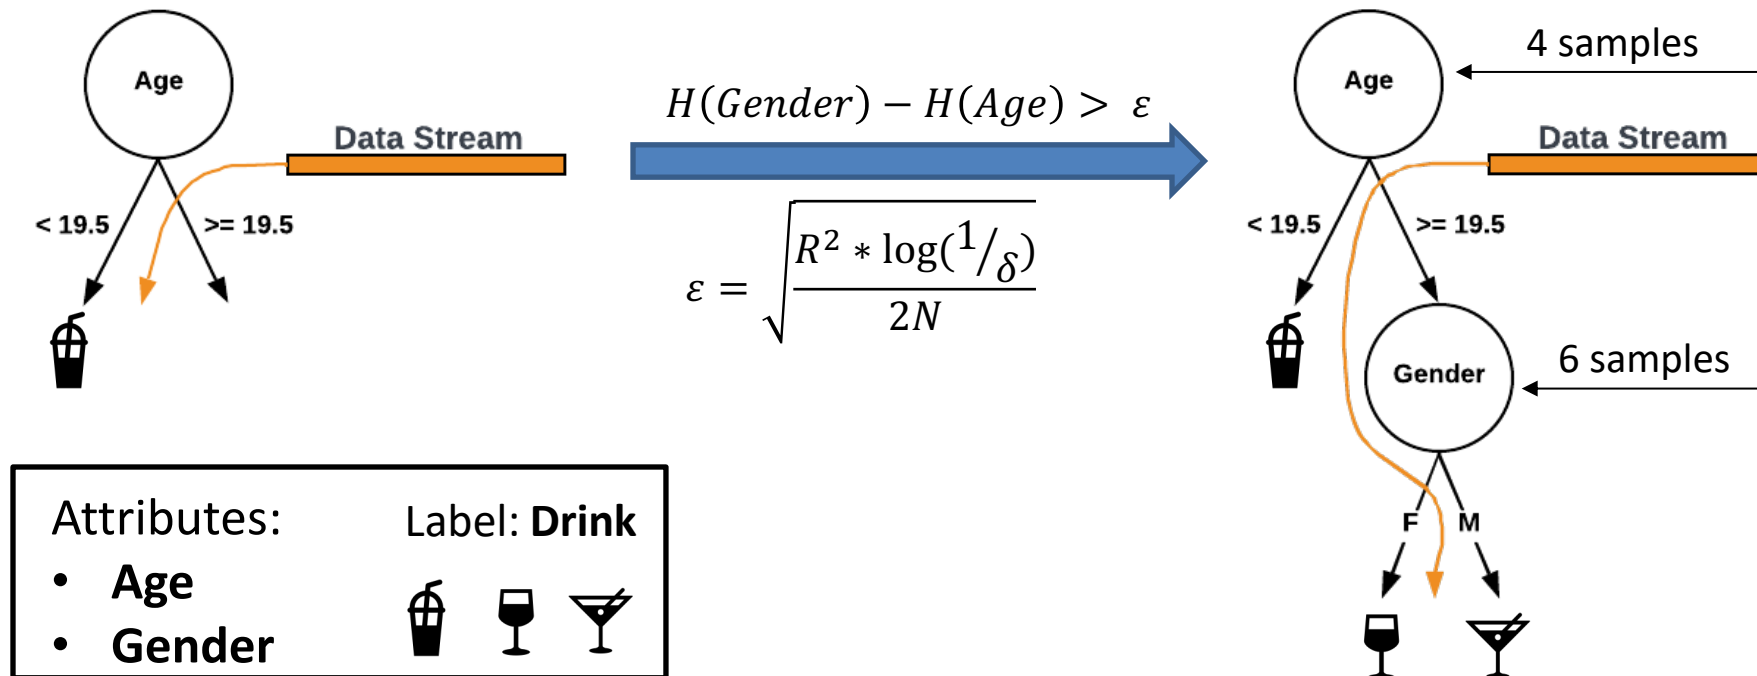 Age
Data Stream
< 19.5
>= 19.5
H(Gender) − H(Age) > ε
ε = √(R² * log(1/δ) / 2N)
Age
4 samples
Data Stream
< 19.5
>= 19.5
Gender
6 samples
F
M
Attributes:
• Age
• Gender
Label: Drink